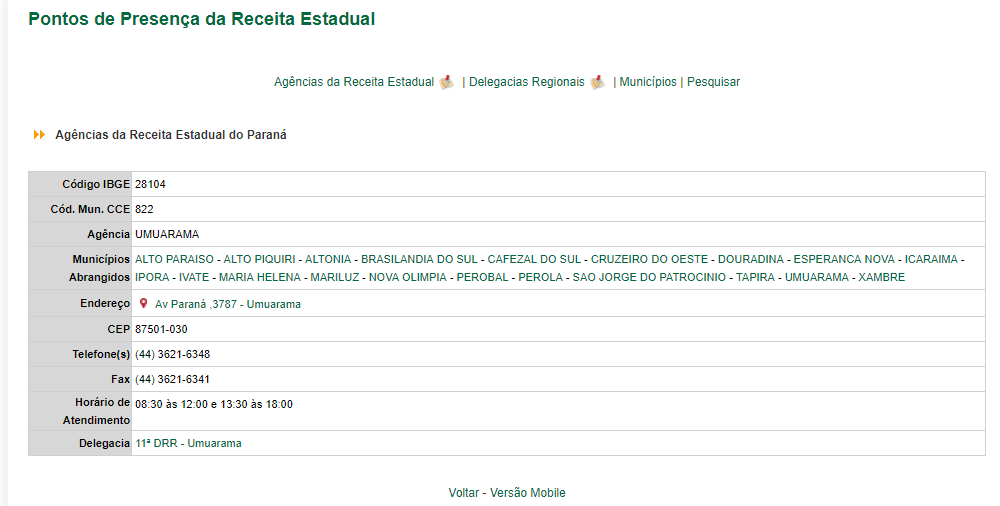 Pontos de Presença da Receita Estadual
Agências da Receita Estadual | Delegacias Regionais | Municípios | Pesquisar
Agências da Receita Estadual do Paraná
Código IBGE 28104
Cód. Mun. CCE 822
Agência UMUARAMA
Municípios Abrangidos ALTO PARAISO - ALTO PIQUIRI - ALTONIA - BRASILANDIA DO SUL - CAFEZAL DO SUL - CRUZEIRO DO OESTE - DOURADINA - ESPERANCA NOVA - ICARAIMA -
IPORA - IVATE - MARIA HELENA - MARILUZ - NOVA OLIMPIA - PEROBAL - PEROLA - SAO JORGE DO PATROCINIO - TAPIRA - UMUARAMA - XAMBRE
Endereço Av Paraná ,3787 - Umuarama
CEP 87501-030
Telefone(s) (44) 3621-6348
Fax (44) 3621-6341
Horário de Atendimento 08:30 às 12:00 e 13:30 às 18:00
Delegacia 11ª DRR - Umuarama
Voltar - Versão Mobile